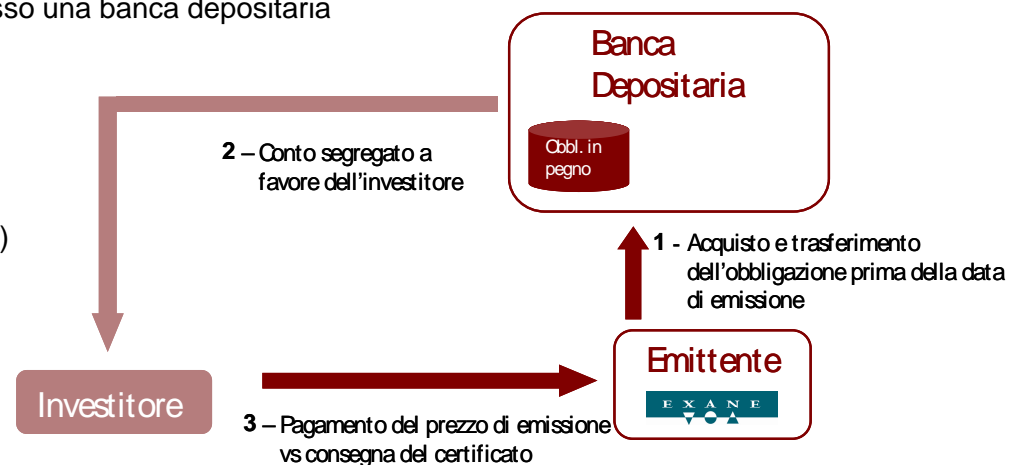 sso una banca depositaria
Banca
Depositaria
Obbl. in
pegno
2 – Conto segregato a
favore dell'investitore
)
1 - Acquisto e trasferimento
dell'obbligazione prima della data
di emissione
Emittente
EXANE
Investitore
3 – Pagamento del prezzo di emissione
vs consegna del certificato